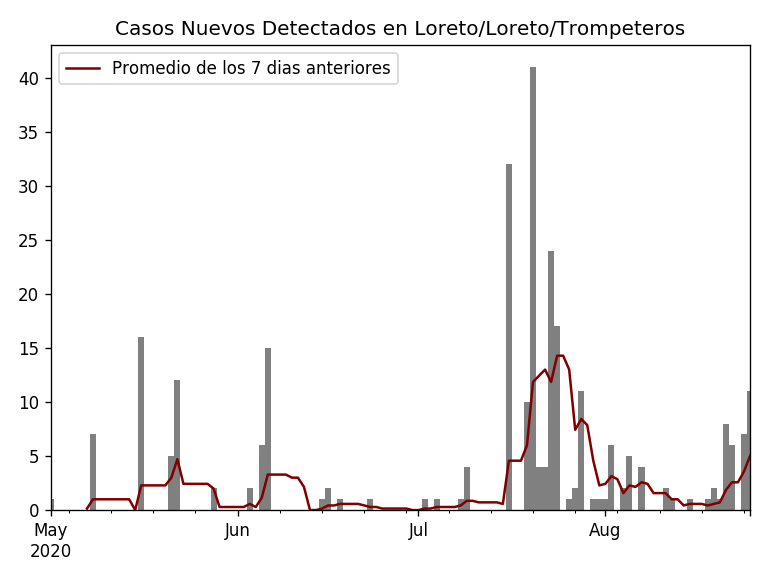 Casos Nuevos Detectados en Loreto/Loreto/Trompeteros
Promedio de los 7 dias anteriores
40
35
30
25
20
15
10
5
0
May
2020
Jun
Jul
Aug